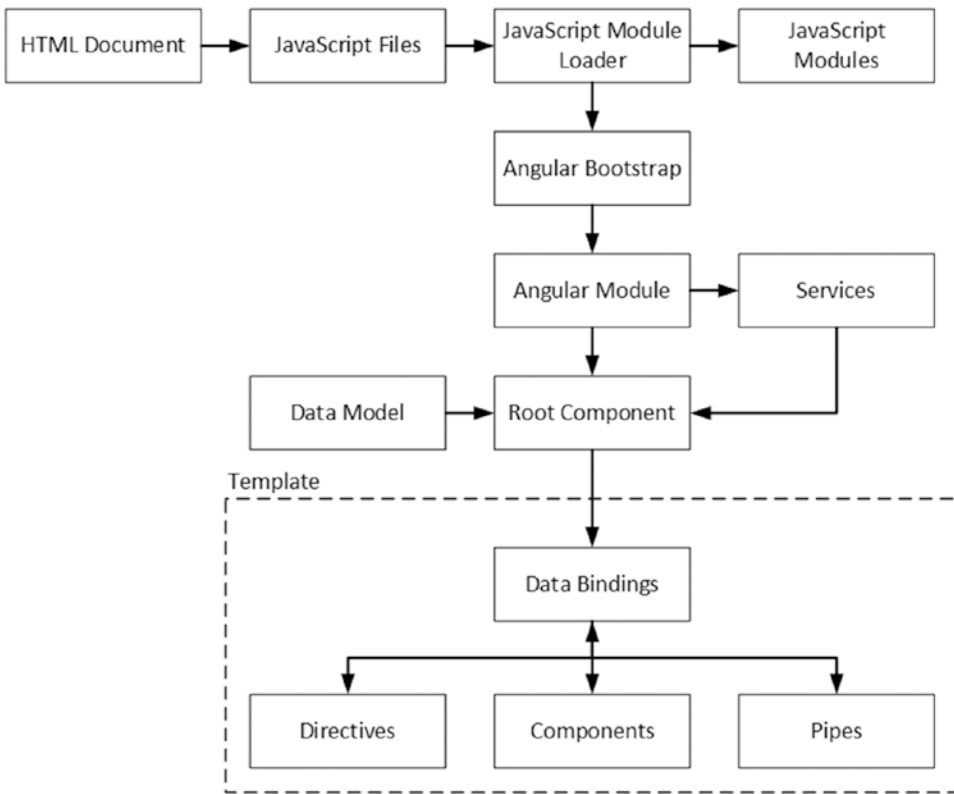 HTML Document
JavaScript Files
JavaScript Module
Loader
JavaScript
Modules
Angular Bootstrap
Angular Module
Services
Data Model
Root Component
Template
Data Bindings
Directives
Components
Pipes